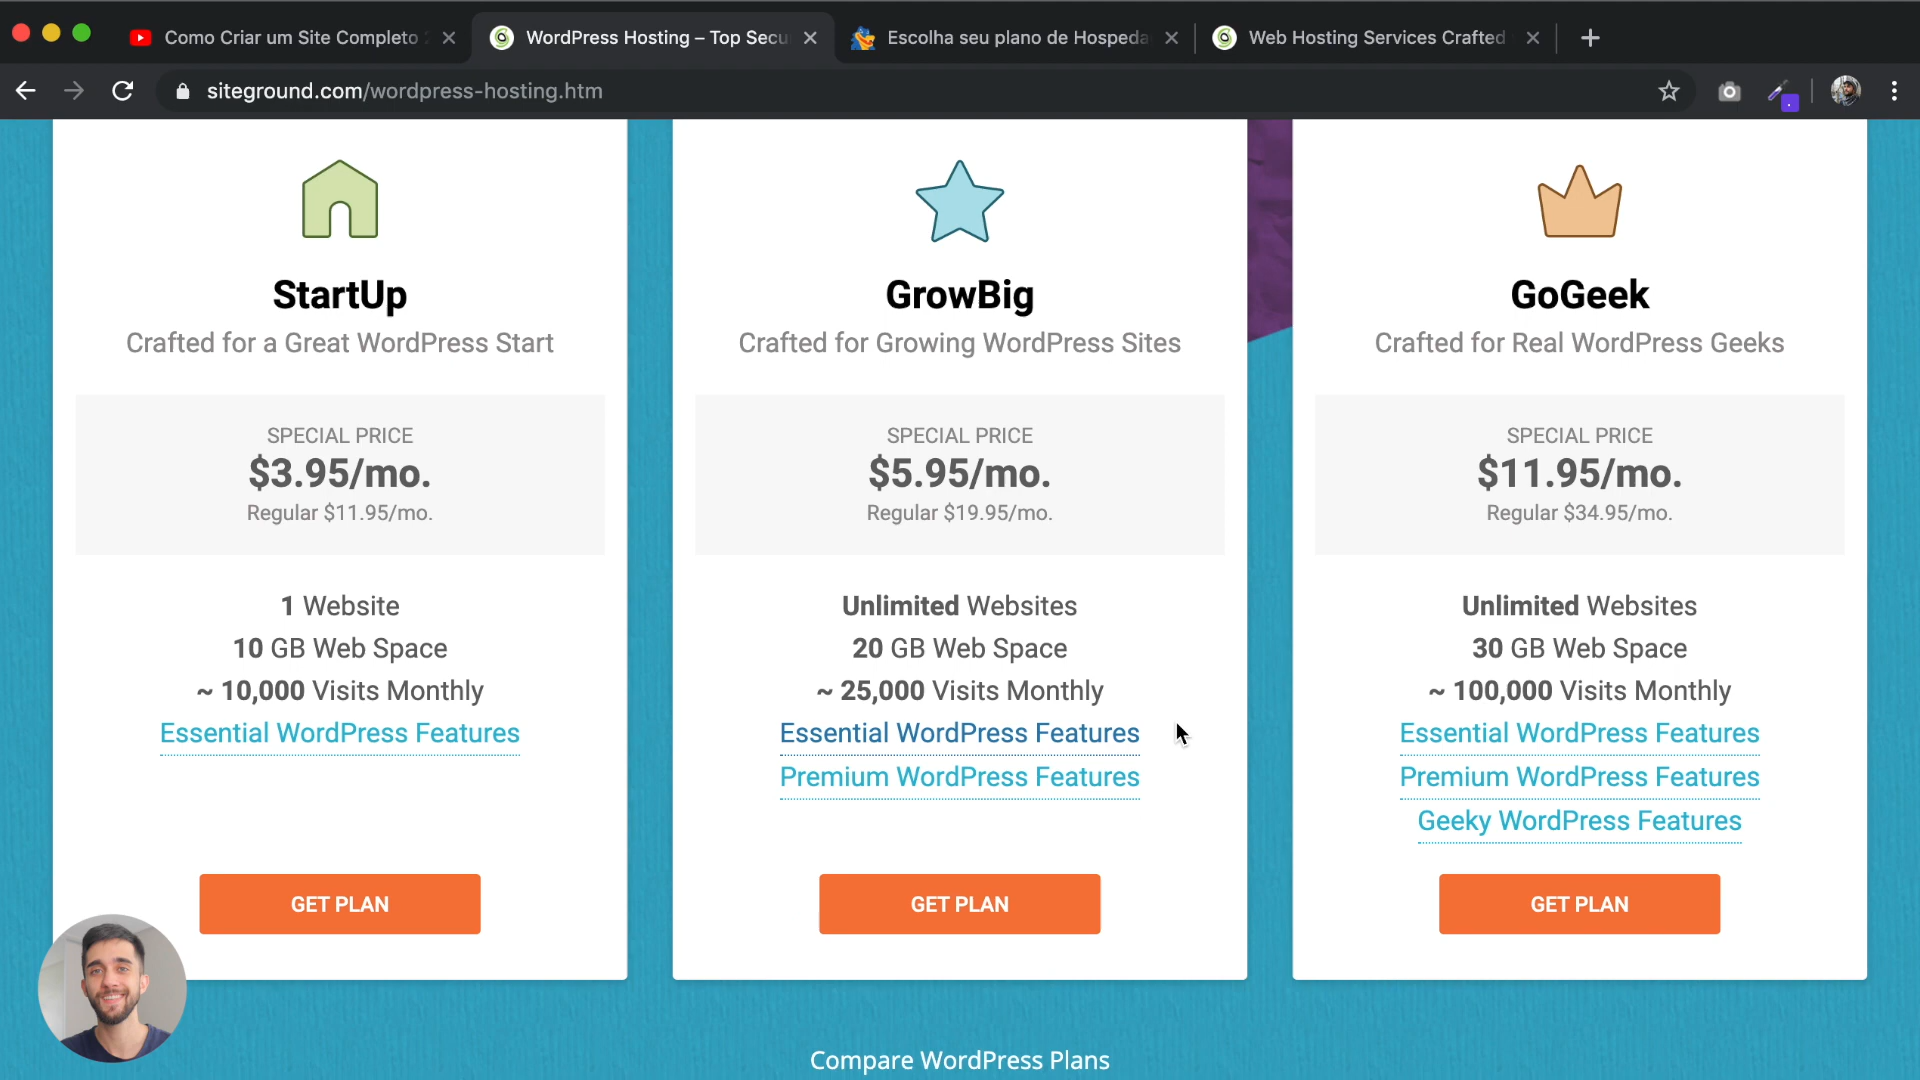 Como Criar um Site Completo
WordPress Hosting – Top Secu
Escolha seu plano de Hospeda
Web Hosting Services Crafted
siteground.com/wordpress-hosting.htm
StartUp
Crafted for a Great WordPress Start
SPECIAL PRICE
$3.95/mo.
Regular $11.95/mo.
1 Website
10 GB Web Space
~ 10,000 Visits Monthly
Essential WordPress Features
GET PLAN
GrowBig
Crafted for Growing WordPress Sites
SPECIAL PRICE
$5.95/mo.
Regular $19.95/mo.
Unlimited Websites
20 GB Web Space
~ 25,000 Visits Monthly
Essential WordPress Features
Premium WordPress Features
GET PLAN
GoGeek
Crafted for Real WordPress Geeks
SPECIAL PRICE
$11.95/mo.
Regular $34.95/mo.
Unlimited Websites
30 GB Web Space
~ 100,000 Visits Monthly
Essential WordPress Features
Premium WordPress Features
Geeky WordPress Features
GET PLAN
Compare WordPress Plans